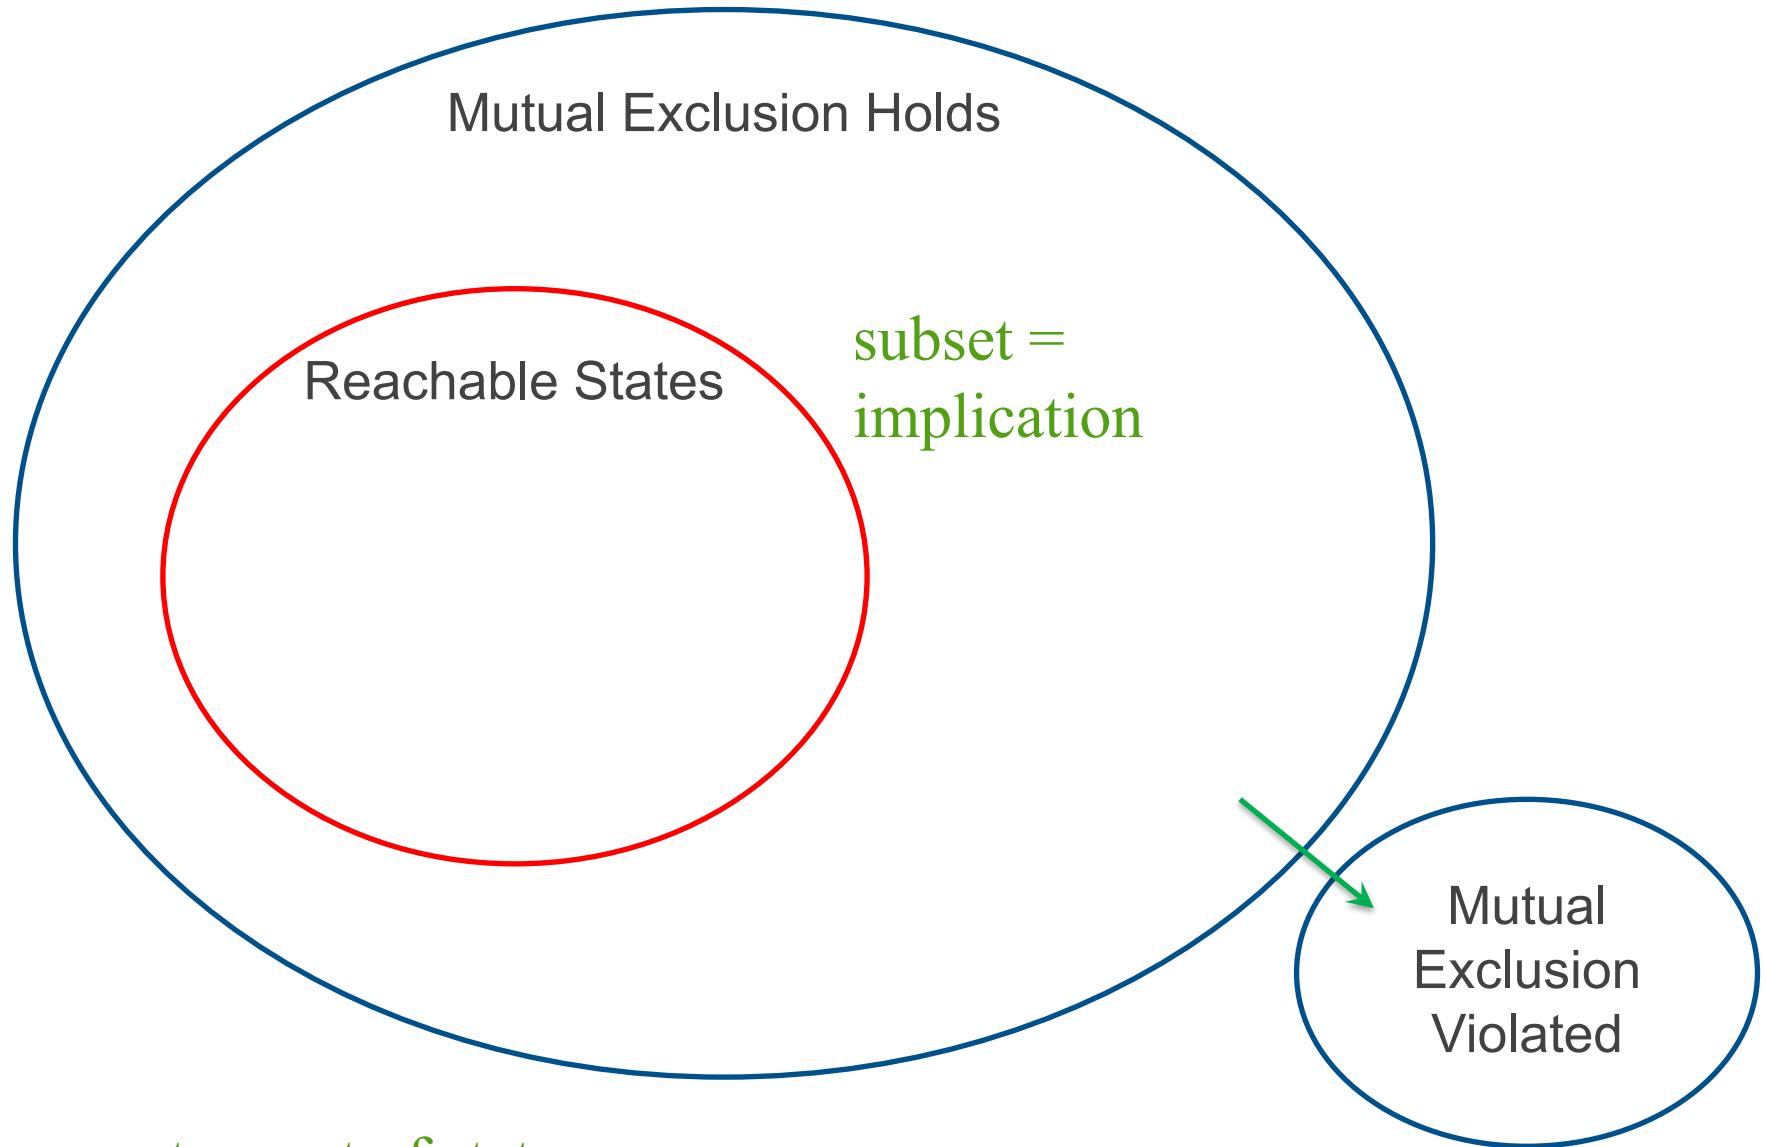 Mutual Exclusion Holds
subset =
Reachable States
implication
Mutual
Exclusion
Violated